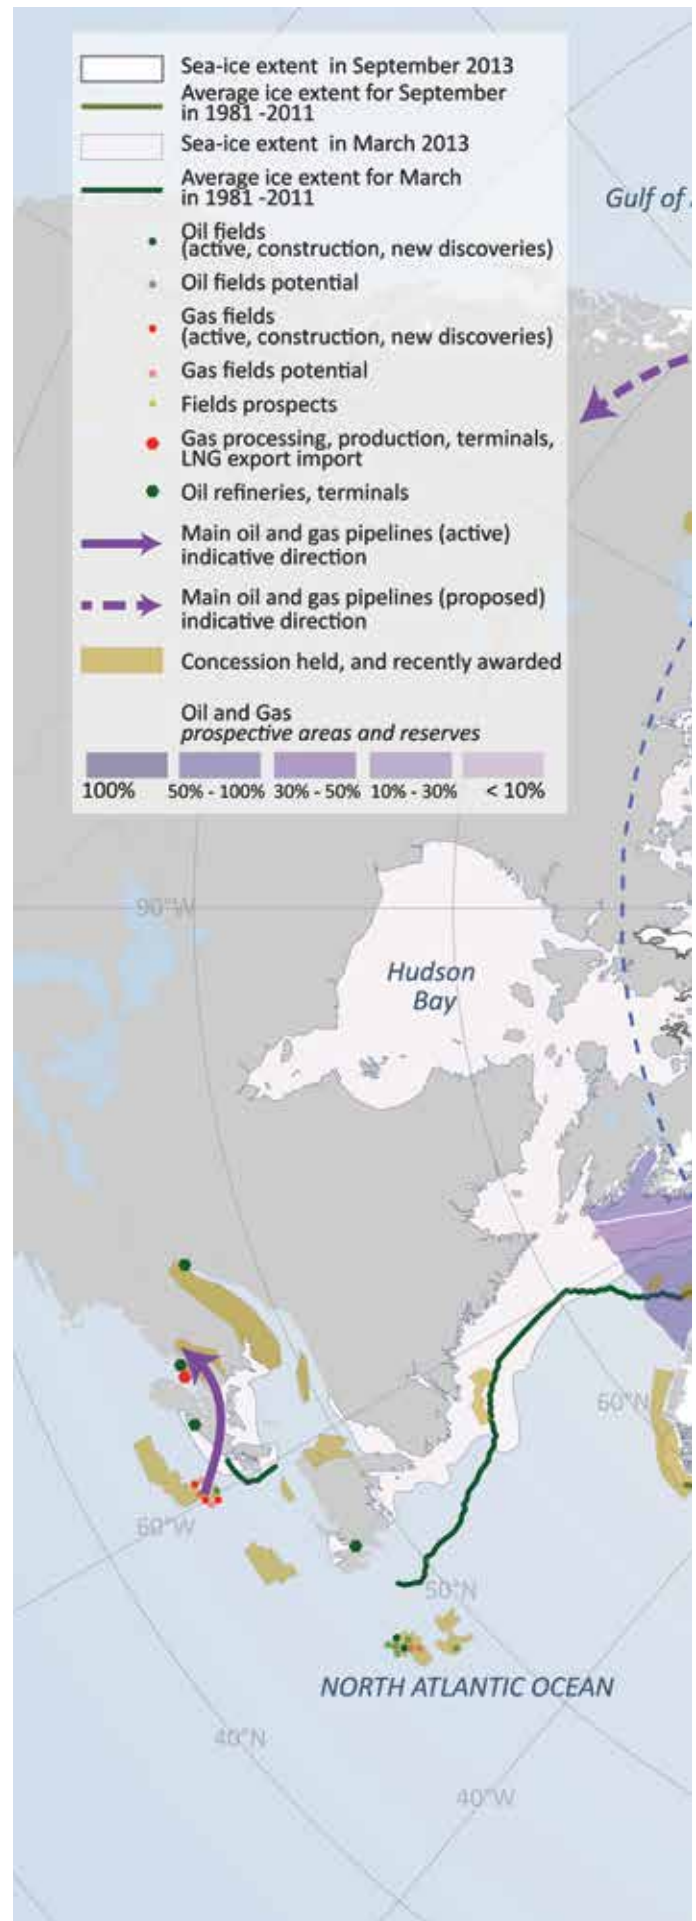 Sea-ice extent in September 2013
Average ice extent for September
in 1981 -2011
Sea-ice extent in March 2013
Average ice extent for March
in 1981 -2011
Gulf of
Oil fields
(active, construction, new discoveries)
Oil fields potential
Gas fields
(active, construction, new discoveries)
Gas fields potential
Fields prospects
Gas processing, production, terminals,
LNG export import
Oil refineries, terminals
Main oil and gas pipelines (active)
indicative direction
Main oil and gas pipelines (proposed)
indicative direction
Concession held, and recently awarded
Oil and Gas
prospective areas and reserves
100% 50% - 100% 30% - 50% 10% - 30% < 10%
90°W
Hudson
Bay
60°N
60°W
50°N
NORTH ATLANTIC OCEAN
40°N
40°W